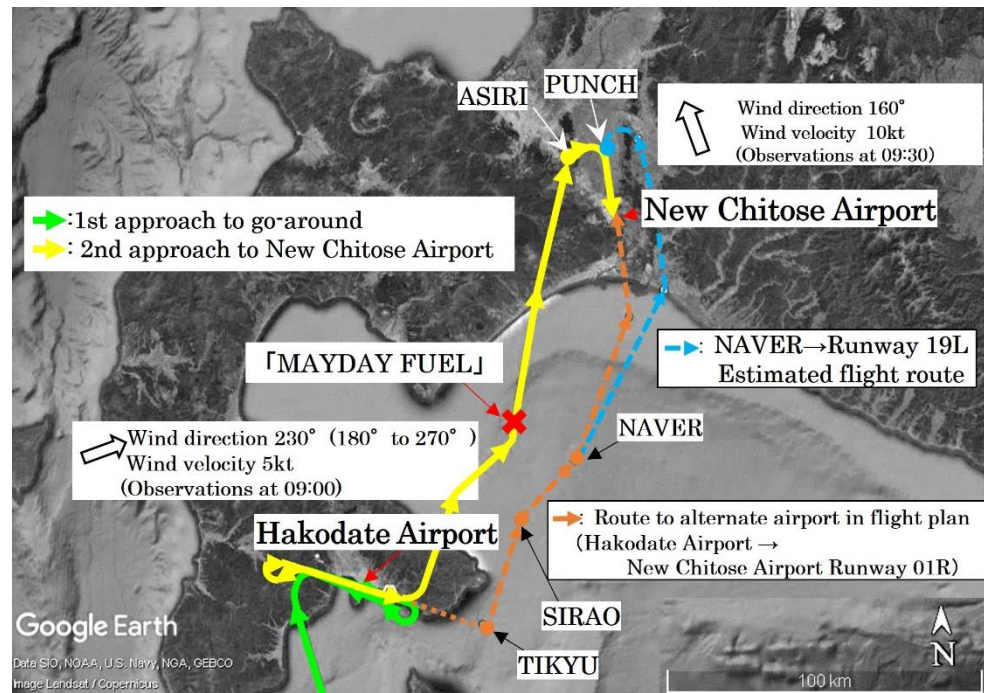 PUNCH
ASIRI
Wind direction 160°
Wind velocity 10kt
(Observations at 09:30)
New Chitose Airport
:1st approach to go-around
: 2nd approach to New Chitose Airport
: NAVER→Runway 19L
Estimated flight route
「MAYDAY FUEL」
NAVER
Wind direction 230° (180° to 270°)
Wind velocity 5kt
(Observations at 09:00)
: Route to alternate airport in flight plan
(Hakodate Airport →
New Chitose Airport Runway 01R)
Hakodate Airport
SIRAO
TIKYU
Google Earth
Data SIO, NOAA, U.S. Navy, NGA, GEBCO
Image Landsat / Copernicus
N
100 km